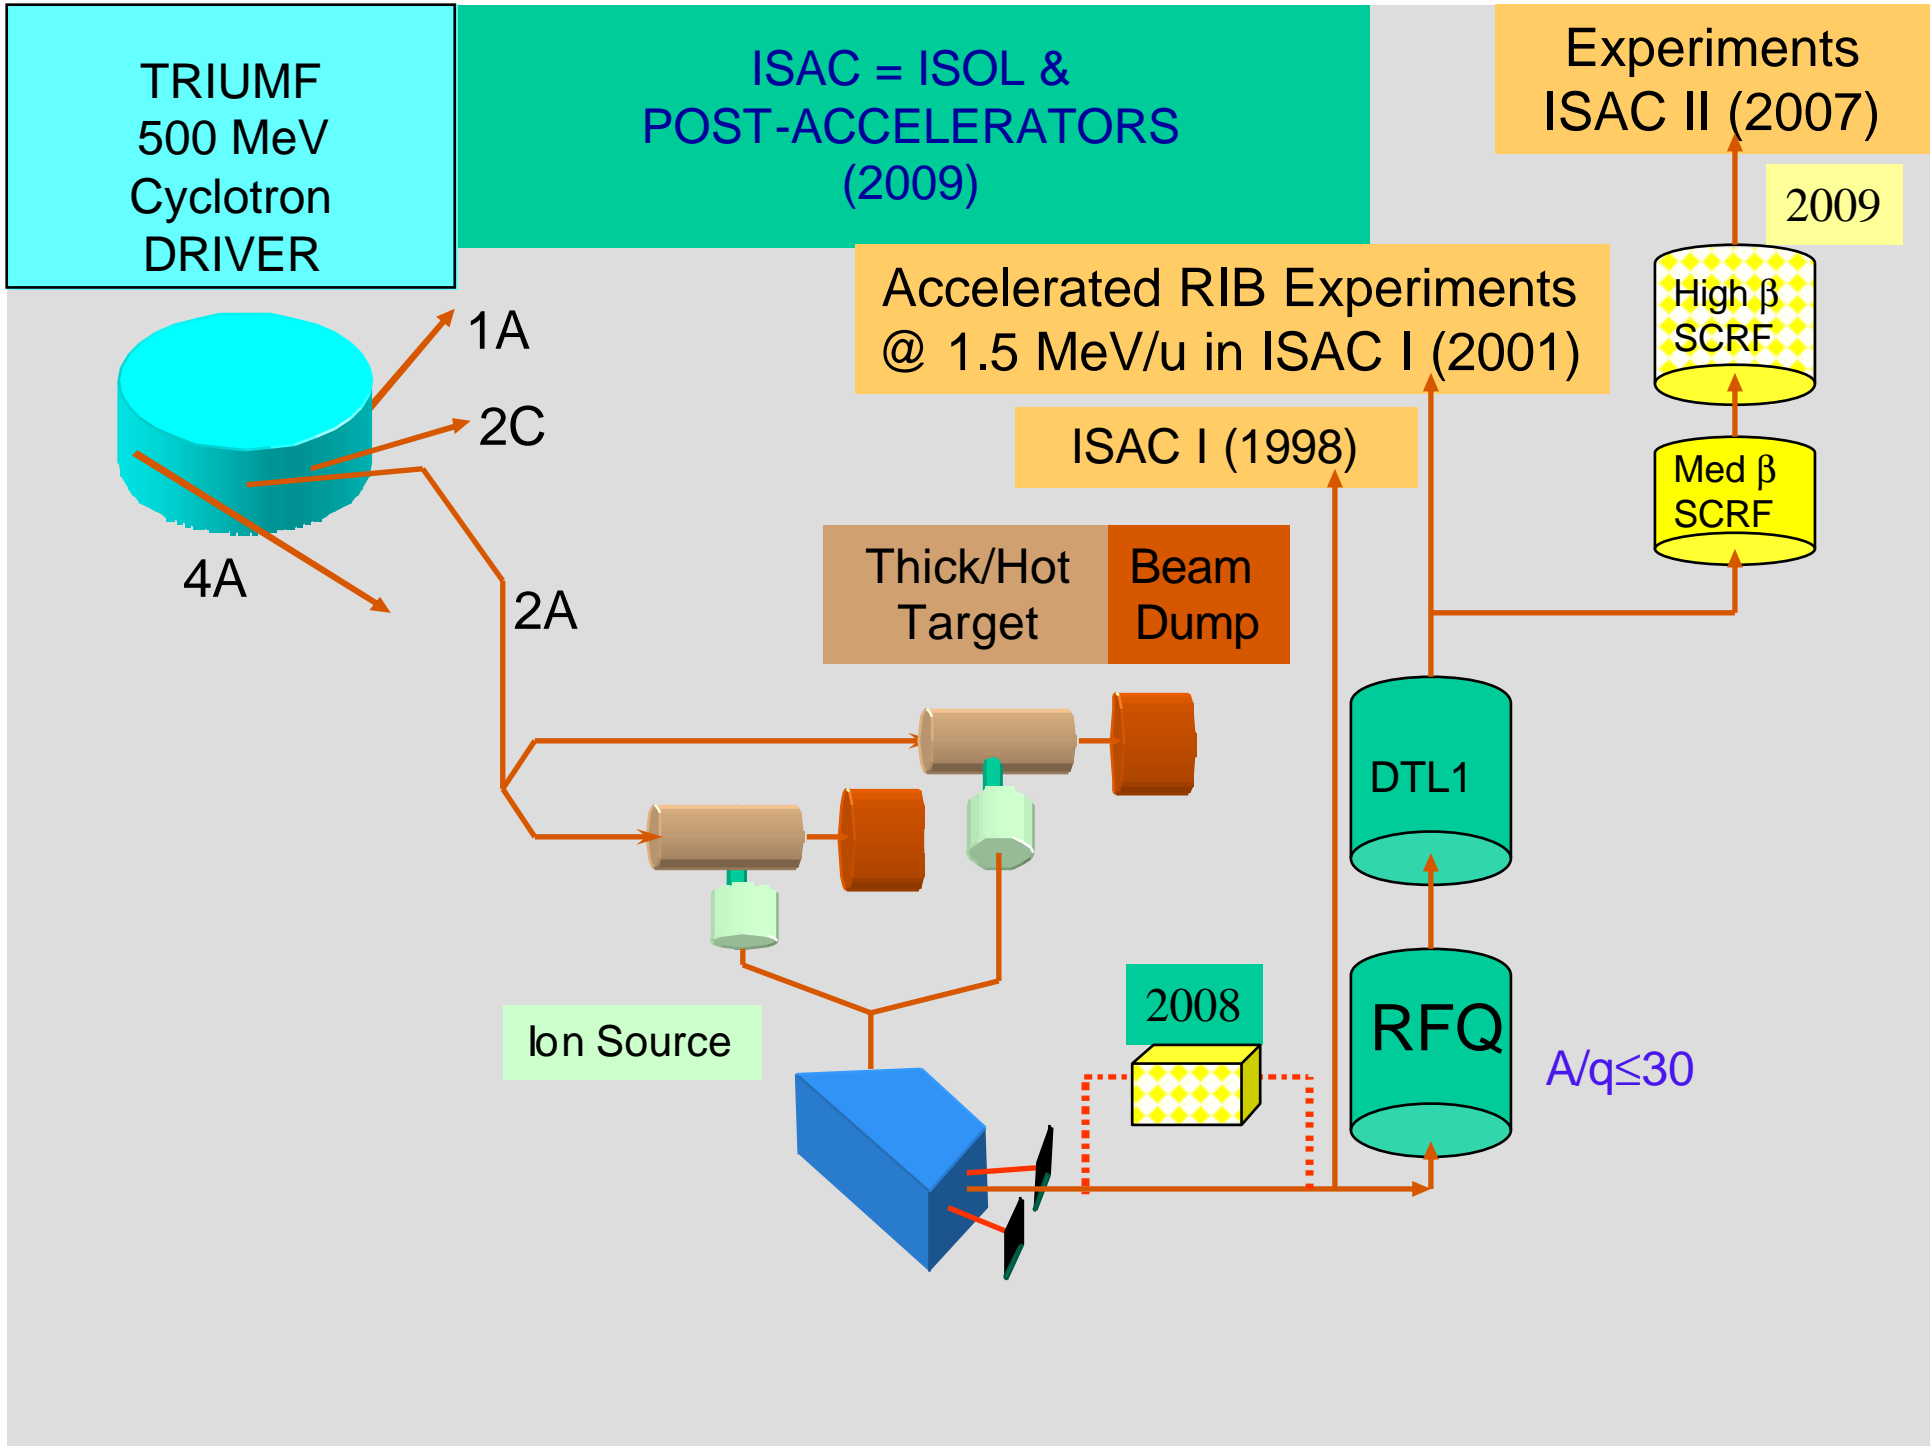 TRIUMF
500 MeV
Cyclotron
DRIVER
ISAC = ISOL &
POST-ACCELERATORS
(2009)
Experiments
ISAC II (2007)
2009
High β
SCRF
Accelerated RIB Experiments
@ 1.5 MeV/u in ISAC I (2001)
1A
2C
ISAC I (1998)
Med β
SCRF
4A
2A
Thick/Hot
Target
Beam
Dump
DTL1
Ion Source
2008
RFQ
A/q≤30